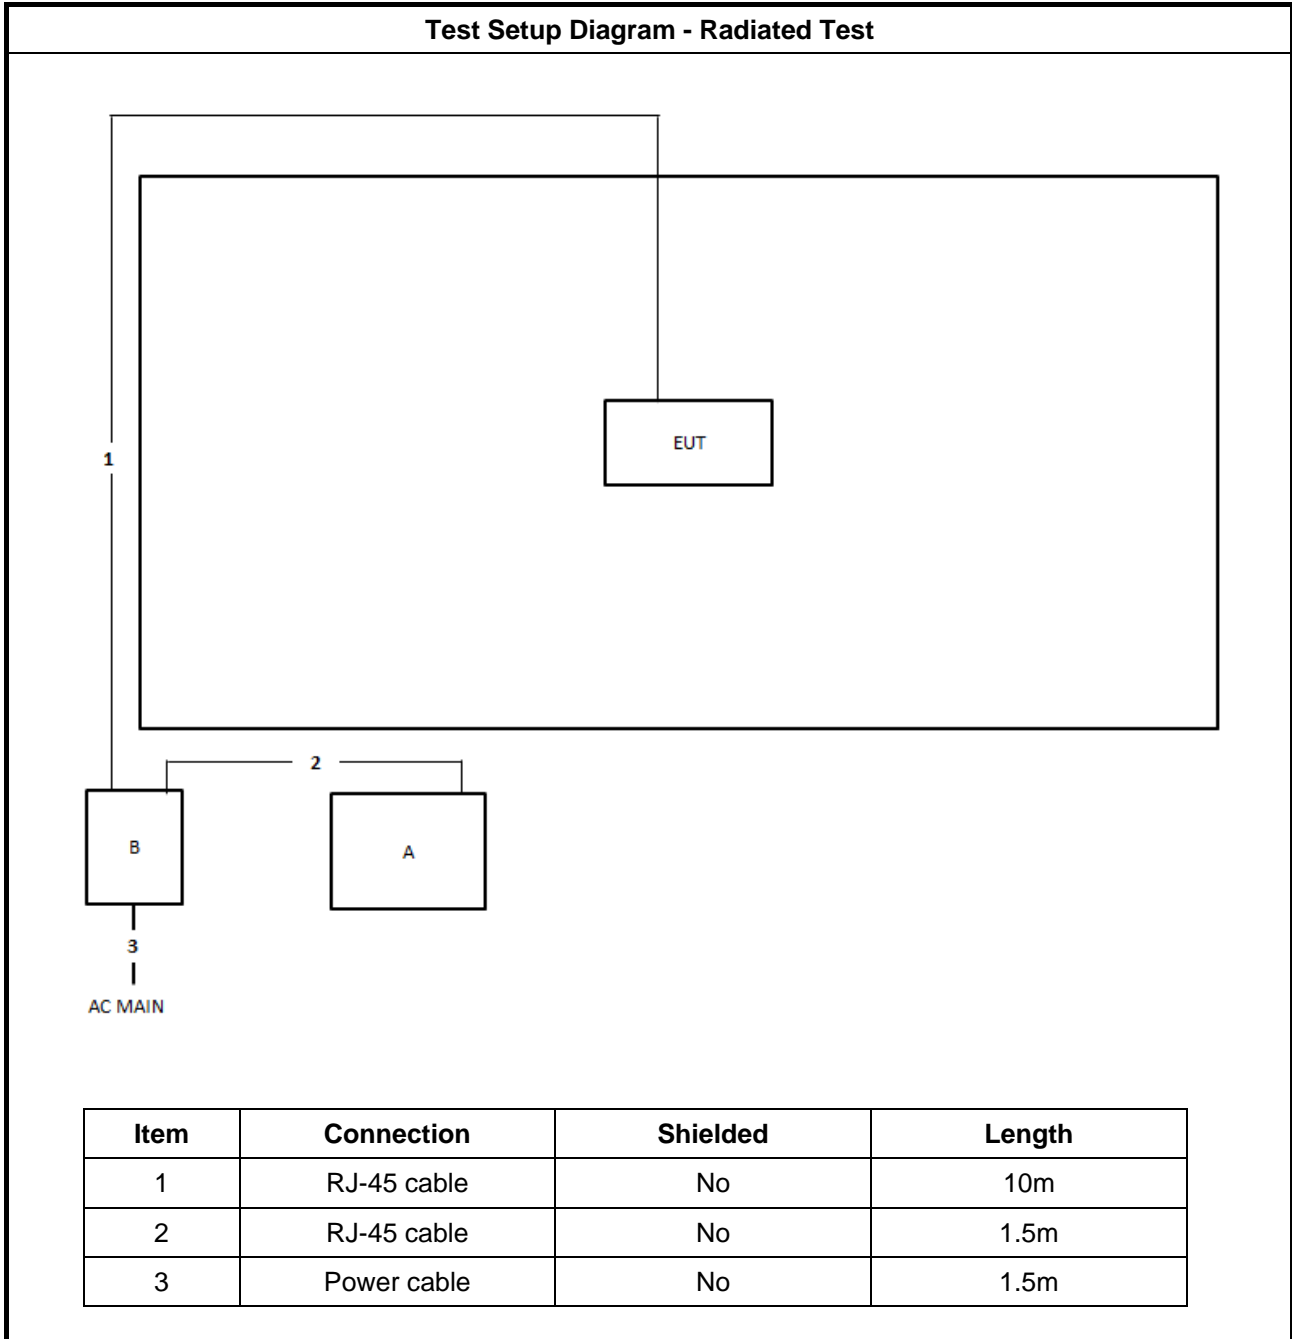 Test Setup Diagram - Radiated Test
EUT
1
2
B
A
3
AC MAIN
Item Connection Shielded Length
1 RJ-45 cable No 10m
2 RJ-45 cable No 1.5m
3 Power cable No 1.5m